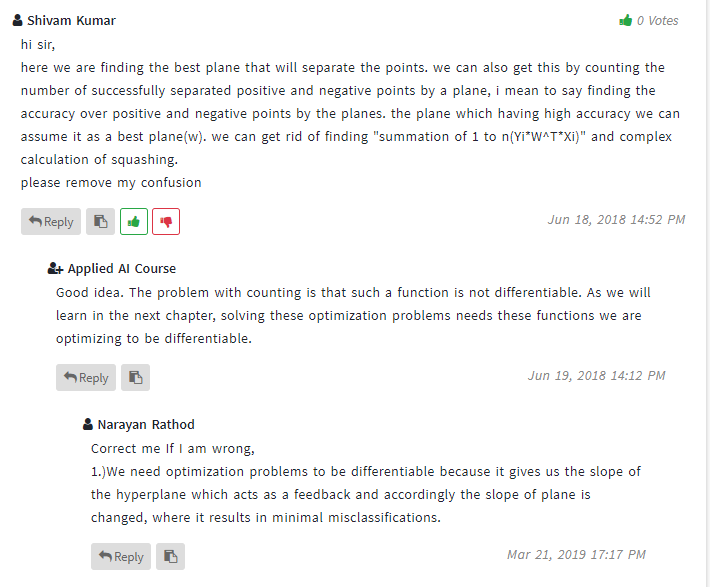 Shivam Kumar
0 Votes
hi sir,
here we are finding the best plane that will separate the points. we can also get this by counting the
number of successfully separated positive and negative points by a plane, i mean to say finding the
accuracy over positive and negative points by the planes. the plane which having high accuracy we can
assume it as a best plane(w). we can get rid of finding "summation of 1 to n(Yi*W^T*Xi)" and complex
calculation of squashing.
please remove my confusion
Reply
Jun 18, 2018 14:52 PM
Applied AI Course
Good idea. The problem with counting is that such a function is not differentiable. As we will
learn in the next chapter, solving these optimization problems needs these functions we are
optimizing to be differentiable.
Reply
Jun 19, 2018 14:12 PM
Narayan Rathod
Correct me If I am wrong,
1.)We need optimization problems to be differentiable because it gives us the slope of
the hyperplane which acts as a feedback and accordingly the slope of plane is
changed, where it results in minimal misclassifications.
Reply
Mar 21, 2019 17:17 PM